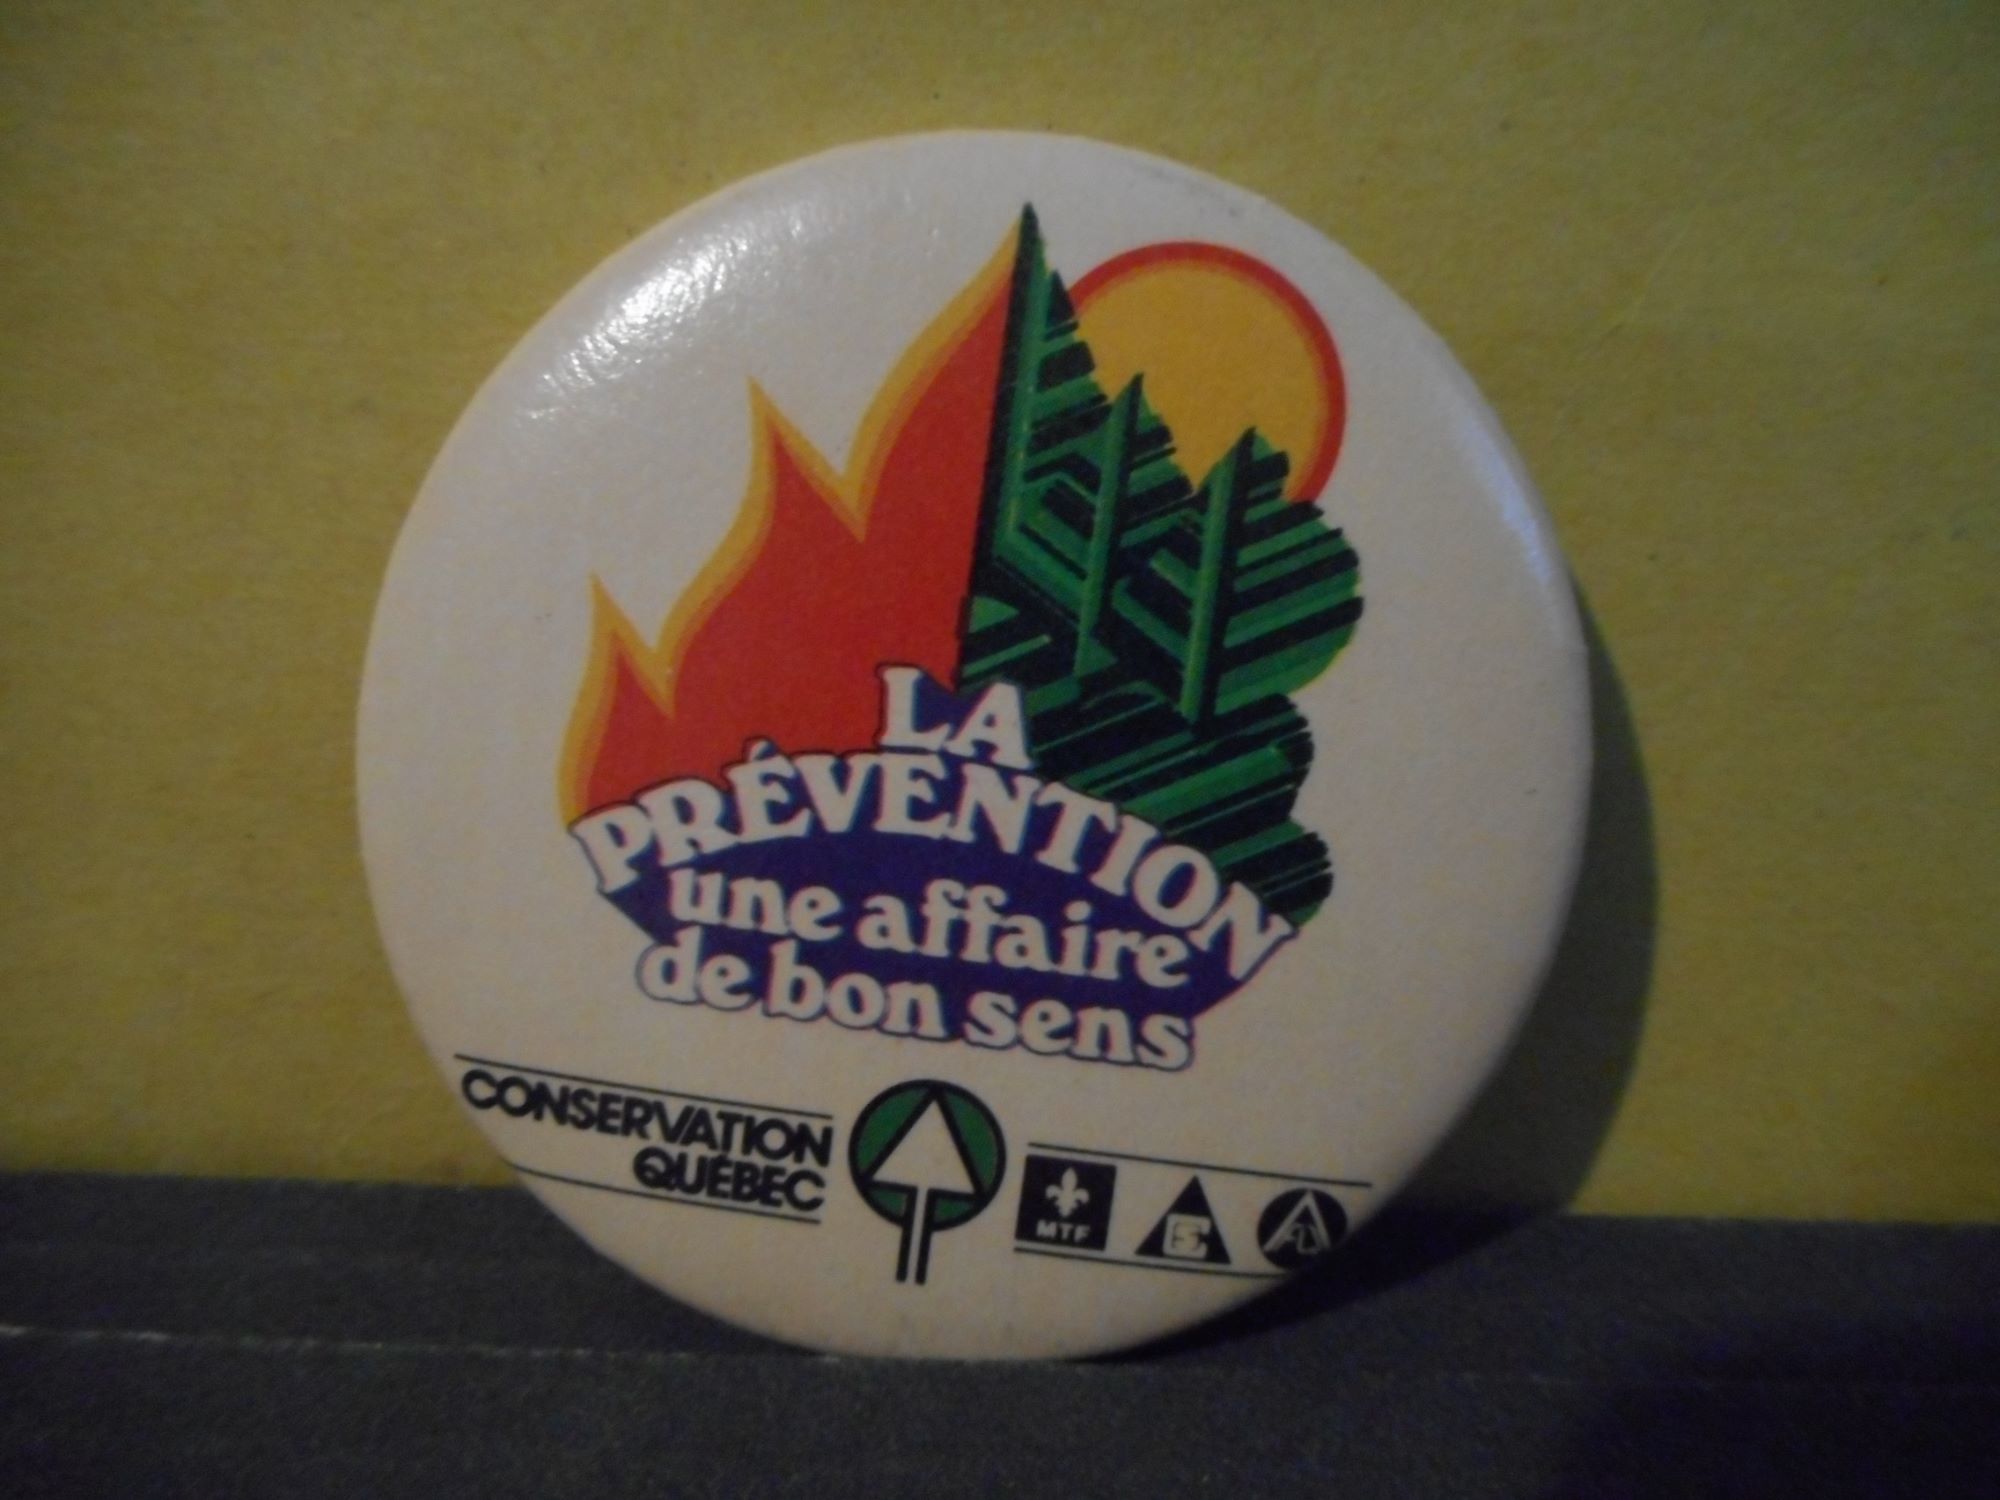 LA
PRÉVENTION
une affaire
de bon sens
CONSERVATION
QUÉBEC
MTF